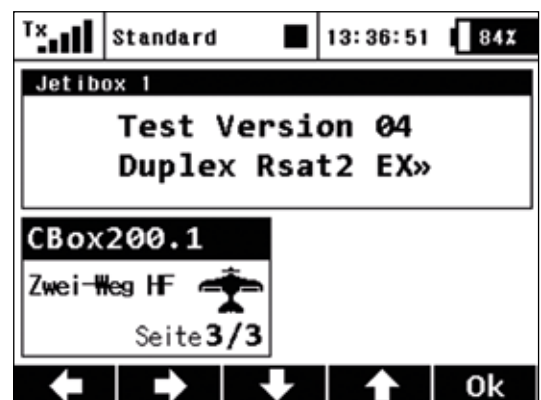 Tx Standard 13:36:51 84%
Jetibox 1
Test Version 04
Duplex Rsat2 EX»
CBox200.1
Zwei-Weg HF
Seite 3/3
Ok